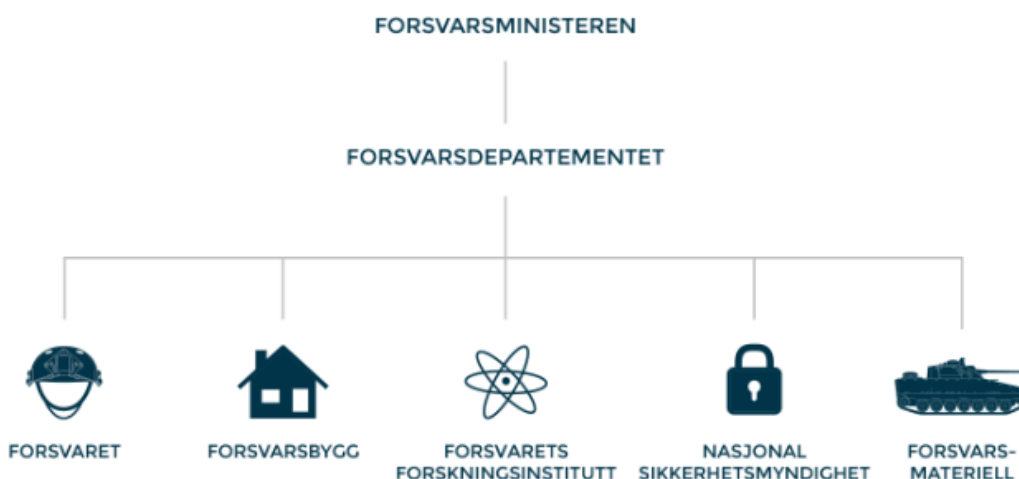 FORSVARSMINISTEREN
FORSVARSDEPARTEMENTET
FORSVARET
FORSVARSBYGG
FORSVARETS
FORSKNINGSINSTITUTT
NASJONAL
SIKKERHETSMYNDIGHET
FORSVARS-
MATERIELL